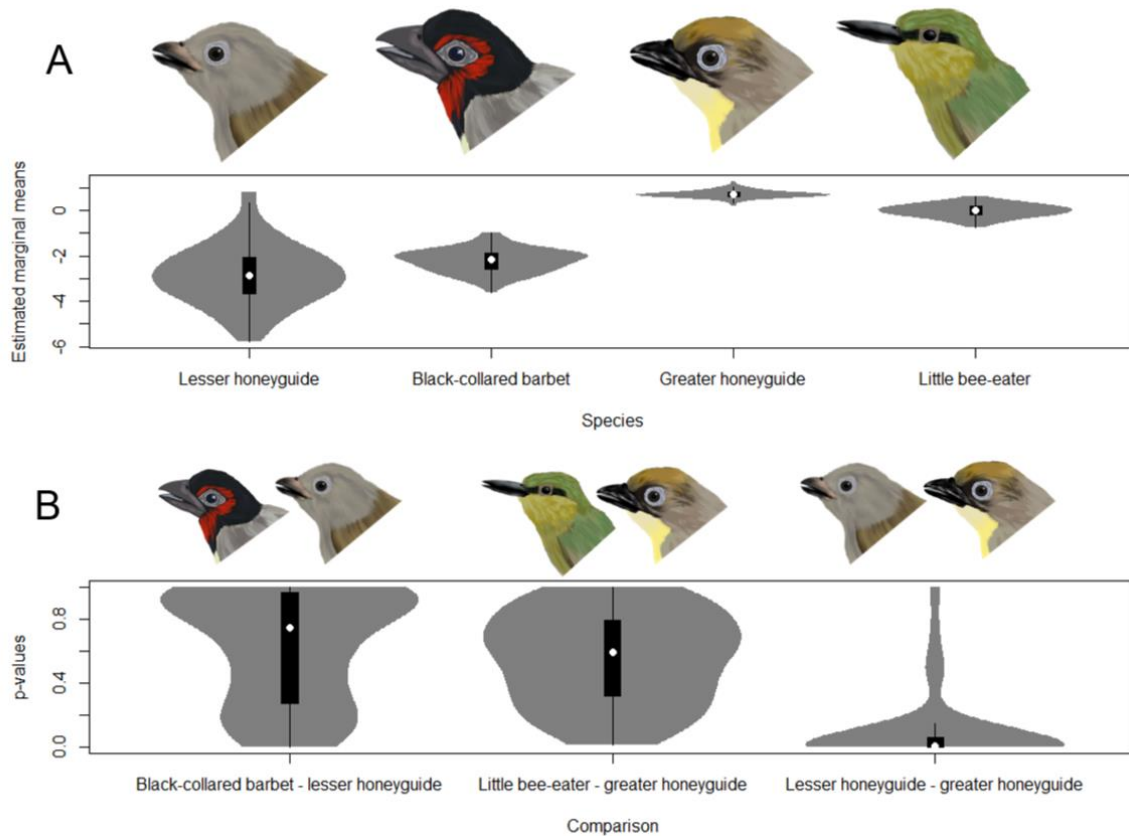 A
Estimated marginal means
0
-2
-4
-6
Lesser honeyguide
Black-collared barbet
Greater honeyguide
Little bee-eater
Species
B
p-values
0.8
0.4
0.0
Black-collared barbet - lesser honeyguide
Little bee-eater - greater honeyguide
Lesser honeyguide - greater honeyguide
Comparison